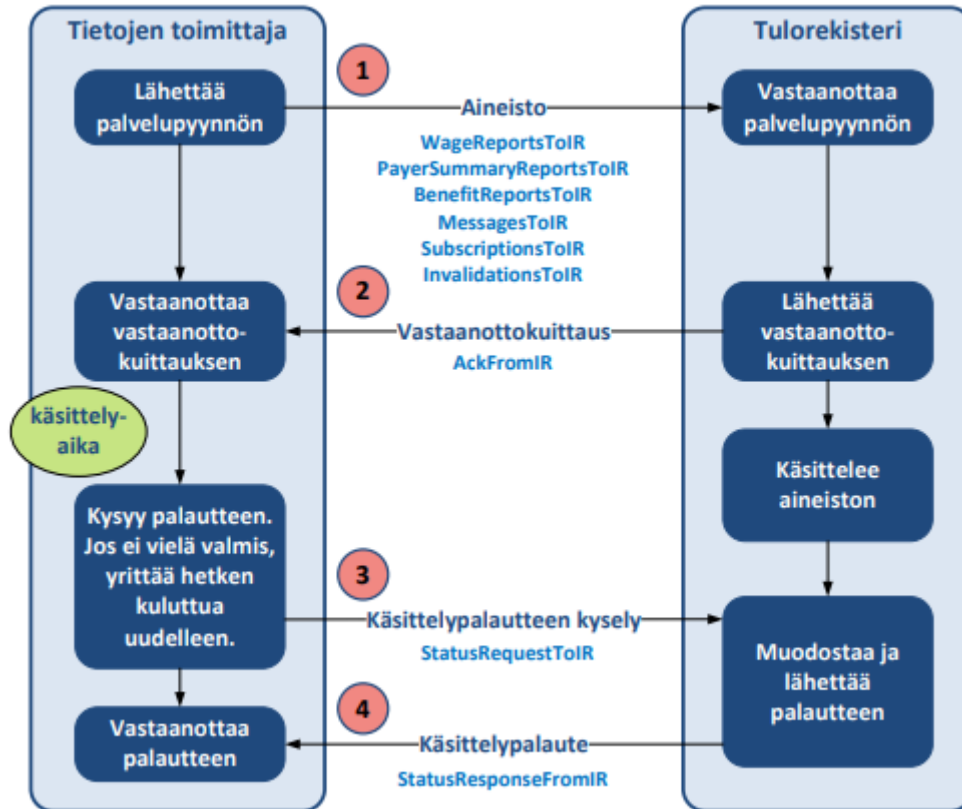 Tietojen toimittaja
Tulorekisteri
Lähettää
palvelupyynnön
1
Aineisto
WageReportsToIR
PayerSummaryReportsToIR
BenefitReportsToIR
MessagesToIR
SubscriptionsToIR
InvalidationsToIR
Vastaanottaa
palvelupyynnön
Vastaanottaa
vastaanotto-
kuittauksen
2
Vastaanottokuittaus
AckFromIR
Lähettää
vastaanotto-
kuittauksen
käsittely-
aika
Käsittelee
aineiston
Kysyy palautteen.
Jos ei vielä valmis,
yrittää hetken
kuluttua
uudelleen.
3
Käsittelypalautteen kysely
StatusRequestToIR
Muodostaa ja
lähettää
palautteen
Vastaanottaa
palautteen
4
Käsittelypalaute
StatusResponseFromIR